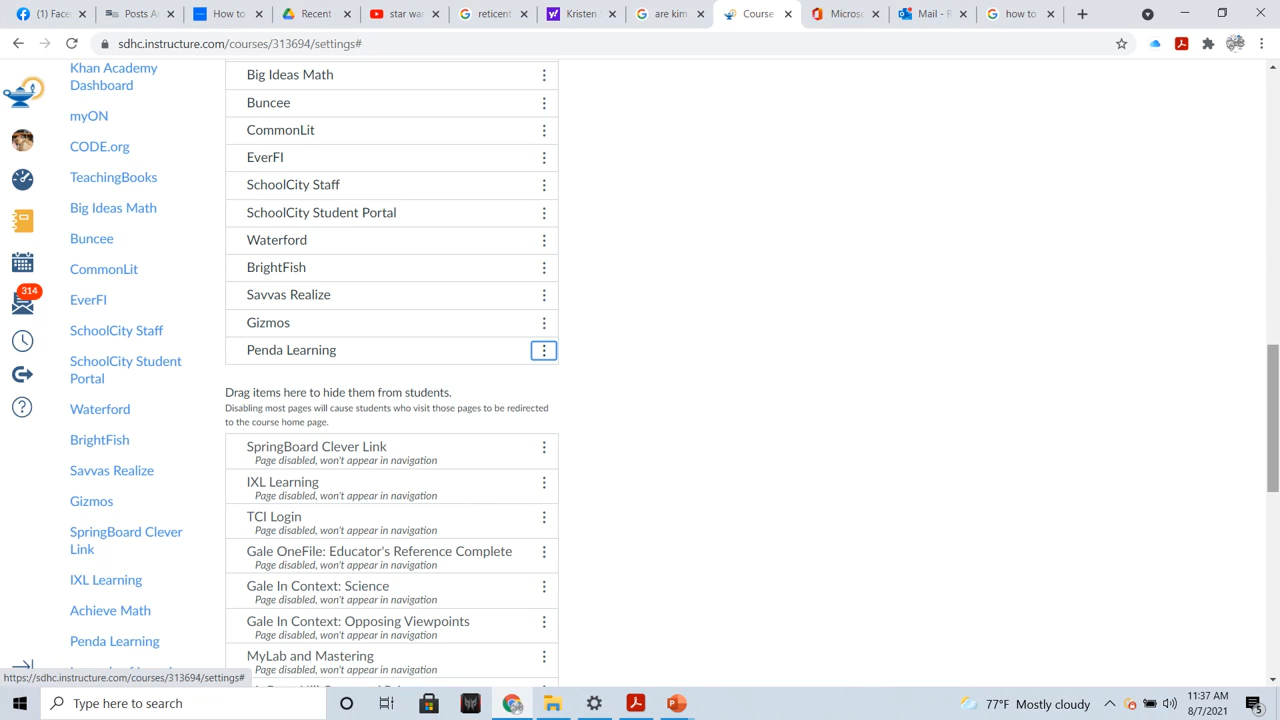 (1) Face
Posts A
How to
Recent
star war
reticent
Kristen
are kim
Course
Micros
Mail - R
how to
sdhc.instructure.com/courses/313694/settings#
Khan Academy
Dashboard
myON
CODE.org
TeachingBooks
Big Ideas Math
Buncee
CommonLit
EverFI
SchoolCity Staff
SchoolCity Student
Portal
Waterford
BrightFish
Savvas Realize
Gizmos
SpringBoard Clever
Link
IXL Learning
Achieve Math
Penda Learning
314
Big Ideas Math
Buncee
CommonLit
EverFI
SchoolCity Staff
SchoolCity Student Portal
Waterford
BrightFish
Savvas Realize
Gizmos
Penda Learning
Drag items here to hide them from students.
Disabling most pages will cause students who visit those pages to be redirected
to the course home page.
SpringBoard Clever Link
Page disabled, won't appear in navigation
IXL Learning
Page disabled, won't appear in navigation
TCI Login
Page disabled, won't appear in navigation
Gale OneFile: Educator's Reference Complete
Page disabled, won't appear in navigation
Gale In Context: Science
Page disabled, won't appear in navigation
Gale In Context: Opposing Viewpoints
Page disabled, won't appear in navigation
MyLab and Mastering
Page disabled, won't appear in navigation
https://sdhc.instructure.com/courses/313694/settings#
Type here to search
77°F Mostly cloudy
11:37 AM
8/7/2021
5